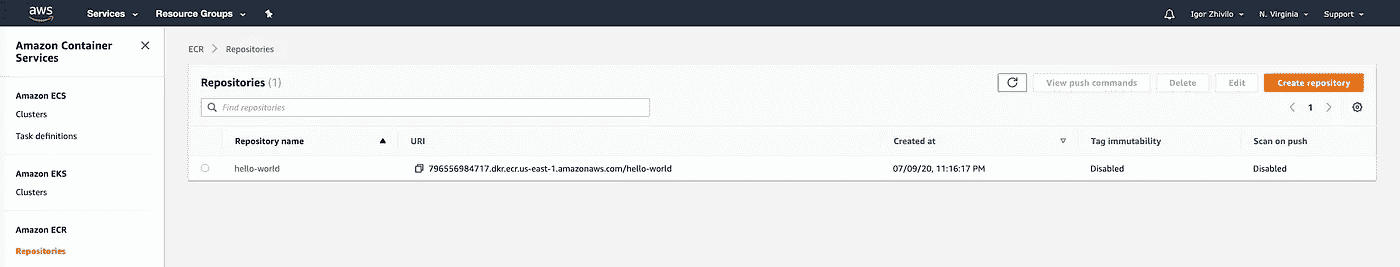 aws Services Resource Groups Igor Zhivilo N. Virginia Support
Amazon Container
Services
ECR > Repositories
Repositories (1)
View push commands Delete Edit Create repository
Find repositories
1
Amazon ECS
Clusters
Task definitions
Repository name URI Created at Tag immutability Scan on push
hello-world 796556984717.dkr.ecr.us-east-1.amazonaws.com/hello-world 07/09/20, 11:16:17 PM Disabled Disabled
Amazon EKS
Clusters
Amazon ECR
Repositories